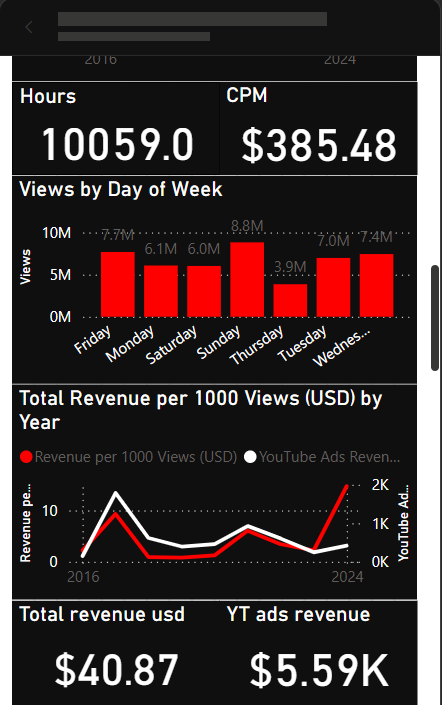 2016 2024
Hours CPM
10059.0 $385.48
Views by Day of Week
10M
5M
0M
Views
7.7M 6.1M 6.0M 8.8M 3.9M 7.0M 7.4M
Friday Monday Saturday Sunday Thursday Tuesday Wednes...
Total Revenue per 1000 Views (USD) by
Year
Revenue per 1000 Views (USD) YouTube Ads Reven...
Revenue pe...
10
0
2K
1K
0K
YouTube Ad...
2016 2024
Total revenue usd YT ads revenue
$40.87 $5.59K